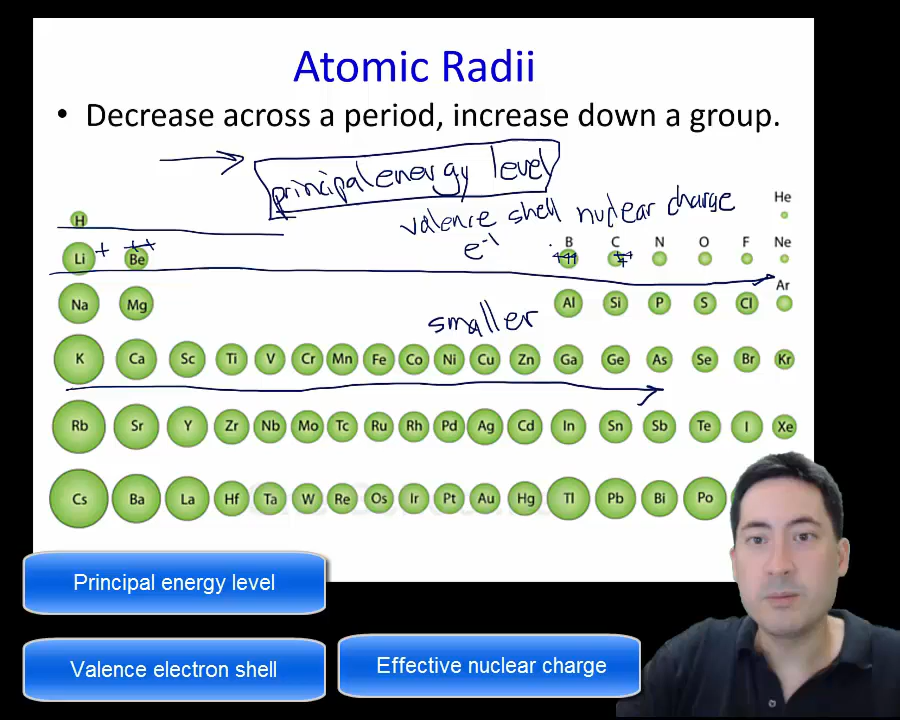 Atomic Radii
• Decrease across a period, increase down a group.
principal energy level
valence shell nuclear charge
e⁻¹
He
H
B C N O F Ne
Li + Be ++
Ar
Na Mg Al Si P S Cl
smaller
K Ca Sc Ti V Cr Mn Fe Co Ni Cu Zn Ga Ge As Se Br Kr
Rb Sr Y Zr Nb Mo Tc Ru Rh Pd Ag Cd In Sn Sb Te I Xe
Cs Ba La Hf Ta W Re Os Ir Pt Au Hg Tl Pb Bi Po
Principal energy level
Valence electron shell
Effective nuclear charge